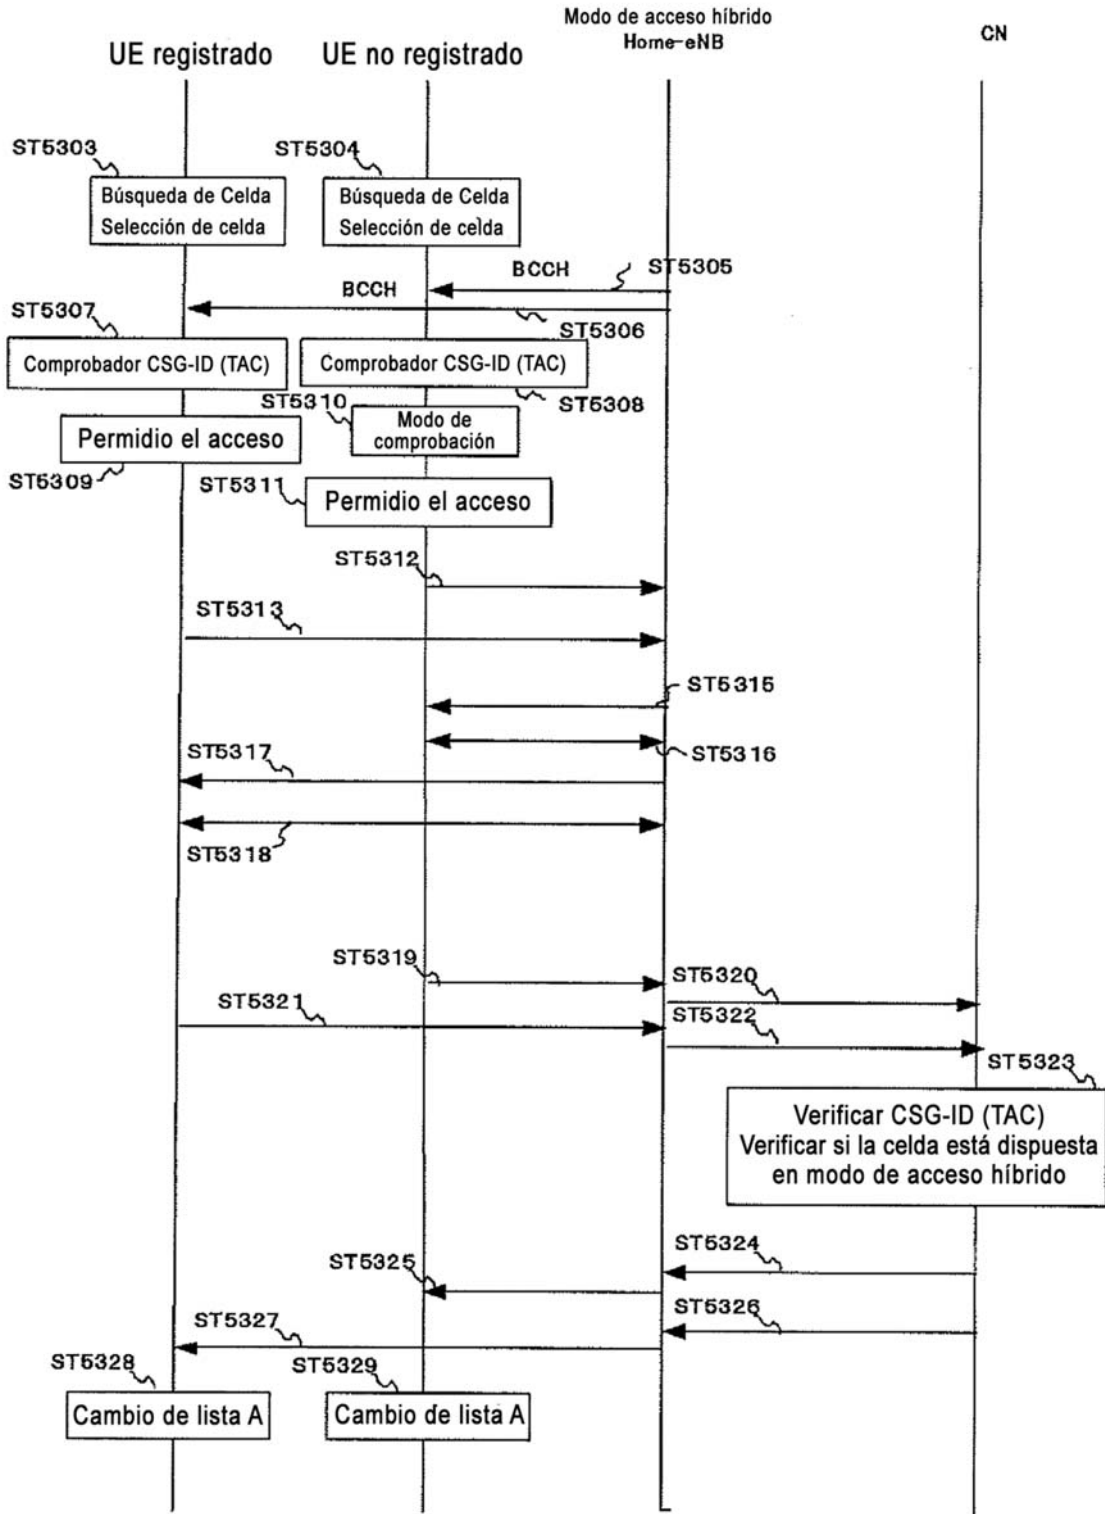 Modo de acceso híbrido
Home-eNB
CN
UE registrado
UE no registrado
ST5303
ST5304
Búsqueda de Celda
Selección de celda
Búsqueda de Celda
Selección de celda
BCCH
ST5305
BCCH
ST5306
ST5307
Comprobador CSG-ID (TAC)
Comprobador CSG-ID (TAC)
ST5308
ST5310
Modo de
comprobación
Permidio el acceso
ST5309
ST5311
Permidio el acceso
ST5312
ST5313
ST5315
ST5316
ST5317
ST5318
ST5319
ST5320
ST5321
ST5322
ST5323
Verificar CSG-ID (TAC)
Verificar si la celda está dispuesta
en modo de acceso híbrido
ST5324
ST5325
ST5326
ST5327
ST5328
ST5329
Cambio de lista A
Cambio de lista A